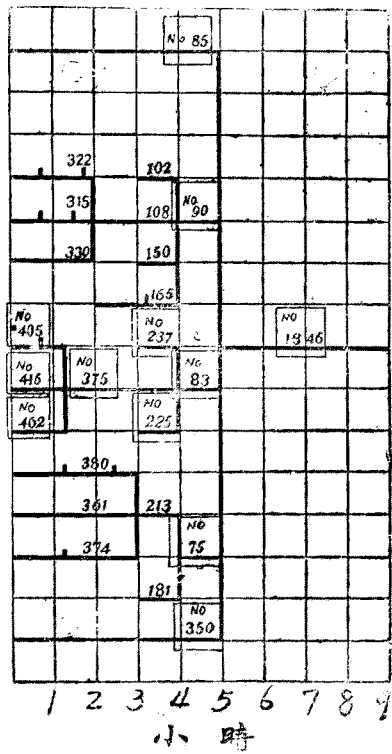 No 85
322
102
315
108
No 90
330
150
165
No 405
No 237
No 1846
No 416
No 375
No 83
No 402
No 225
380
361
213
374
No 75
181
No 350
1 2 3 4 5 6 7 8 9
小時